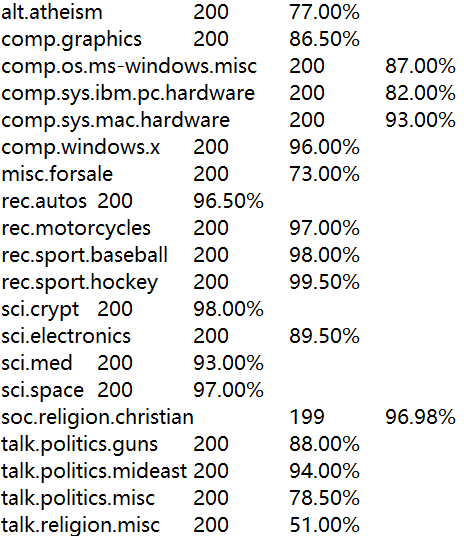 alt.atheism 200 77.00%
comp.graphics 200 86.50%
comp.os.ms-windows.misc 200 87.00%
comp.sys.ibm.pc.hardware 200 82.00%
comp.sys.mac.hardware 200 93.00%
comp.windows.x 200 96.00%
misc.forsale 200 73.00%
rec.autos 200 96.50%
rec.motorcycles 200 97.00%
rec.sport.baseball 200 98.00%
rec.sport.hockey 200 99.50%
sci.crypt 200 98.00%
sci.electronics 200 89.50%
sci.med 200 93.00%
sci.space 200 97.00%
soc.religion.christian 199 96.98%
talk.politics.guns 200 88.00%
talk.politics.mideast 200 94.00%
talk.politics.misc 200 78.50%
talk.religion.misc 200 51.00%